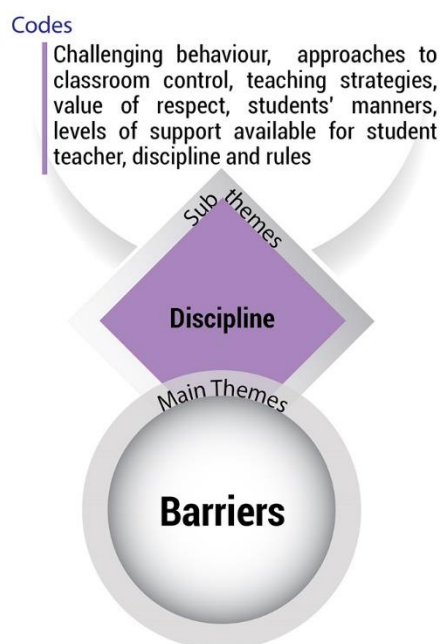 Codes
Challenging behaviour, approaches to
classroom control, teaching strategies,
value of respect, students' manners,
levels of support available for student
teacher, discipline and rules
Sub themes
Discipline
Main Themes
Barriers